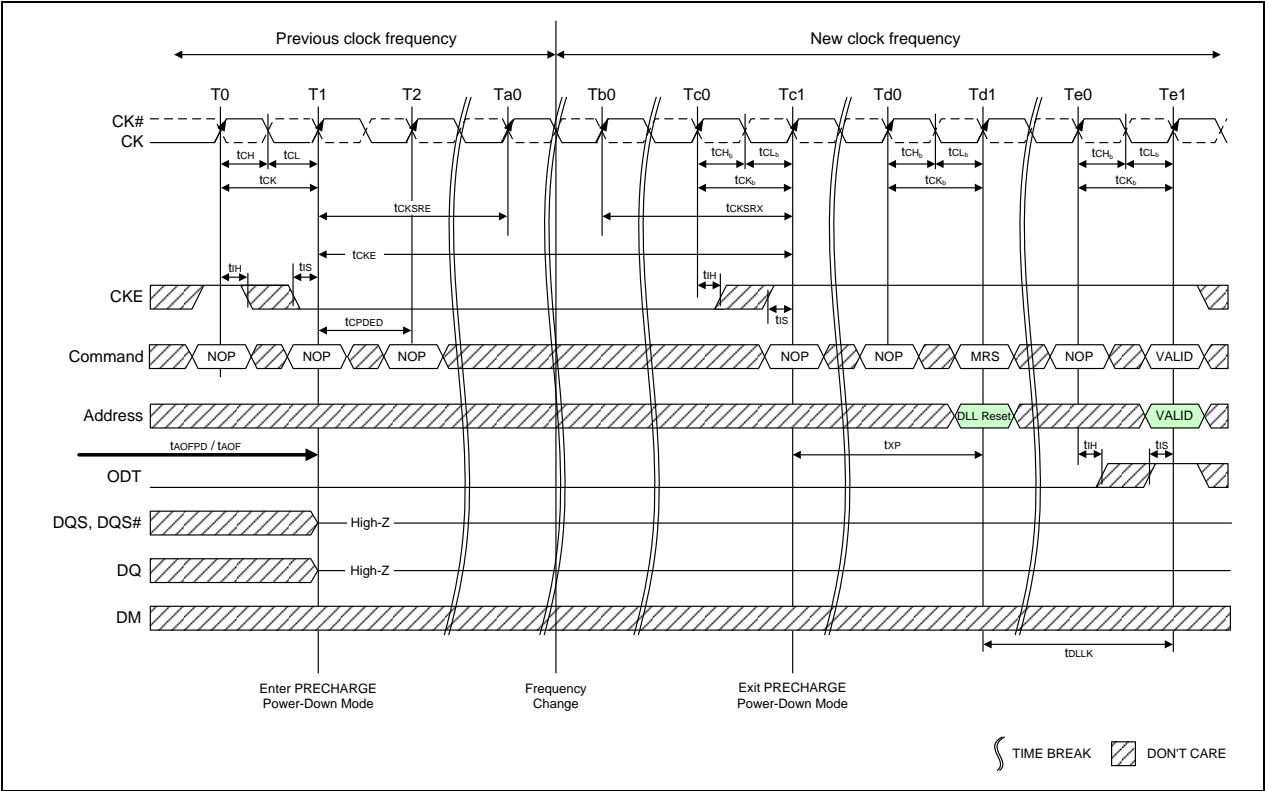 Previous clock frequency New clock frequency
T0 T1 T2 Ta0 Tb0 Tc0 Tc1 Td0 Td1 Te0 Te1
CK#
CK
tCH tCL tCHb tCLb tCHb tCLb tCHb tCLb
tCK tCKb tCKb tCKb
tCKSRE tCKSRX
tCKE
tIH tIS tIH
CKE
tIS
tCPDED
Command NOP NOP NOP NOP NOP MRS NOP VALID
Address DLL Reset VALID
tAOFPD / tAOF tXP tIH tIS
ODT
DQS, DQS# High-Z
DQ High-Z
DM
tDLLK
Enter PRECHARGE Frequency Exit PRECHARGE
Power-Down Mode Change Power-Down Mode
TIME BREAK DON'T CARE